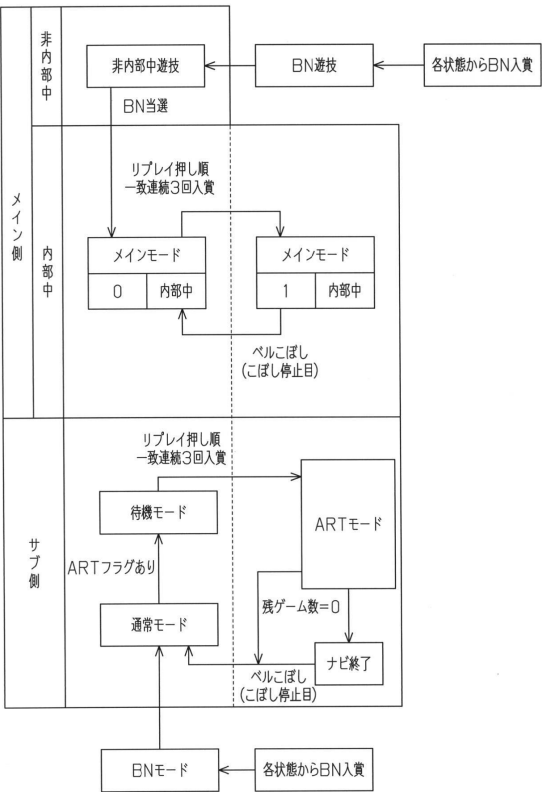 メイン側
非内部中
非内部中遊技
BN遊技
各状態からBN入賞
BN当選
内部中
リプレイ押し順
一致連続3回入賞
メインモード
0
内部中
メインモード
1
内部中
ベルこぼし
(こぼし停止目)
サブ側
リプレイ押し順
一致連続3回入賞
待機モード
ARTモード
ARTフラグあり
残ゲーム数=0
通常モード
ナビ終了
ベルこぼし
(こぼし停止目)
BNモード
各状態からBN入賞